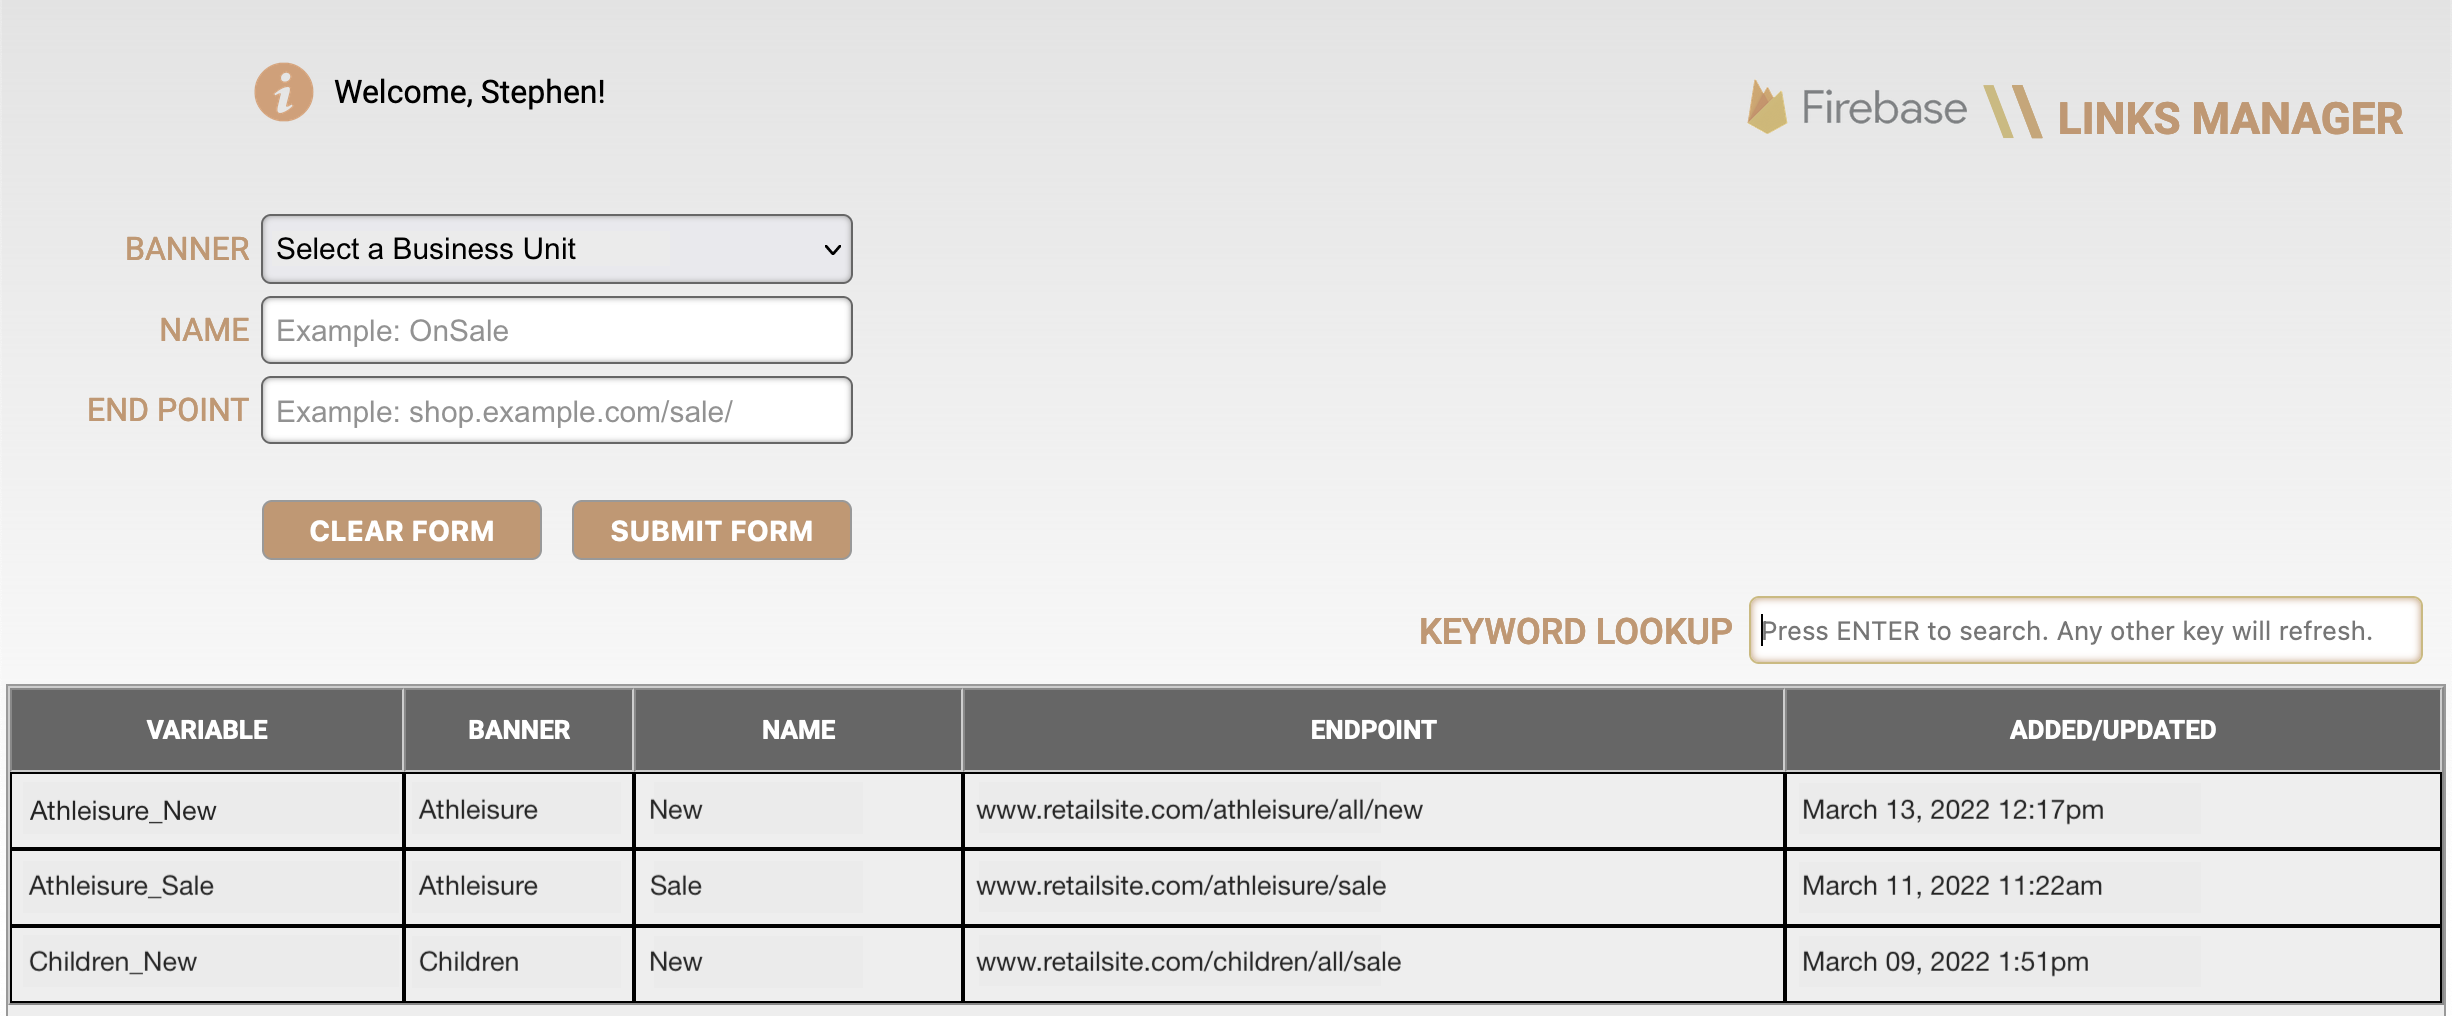 i Welcome, Stephen!
Firebase \\ LINKS MANAGER
BANNER Select a Business Unit
NAME Example: OnSale
END POINT Example: shop.example.com/sale/
CLEAR FORM SUBMIT FORM
KEYWORD LOOKUP Press ENTER to search. Any other key will refresh.
VARIABLE BANNER NAME ENDPOINT ADDED/UPDATED
Athleisure_New Athleisure New www.retailsite.com/athleisure/all/new March 13, 2022 12:17pm
Athleisure_Sale Athleisure Sale www.retailsite.com/athleisure/sale March 11, 2022 11:22am
Children_New Children New www.retailsite.com/children/all/sale March 09, 2022 1:51pm